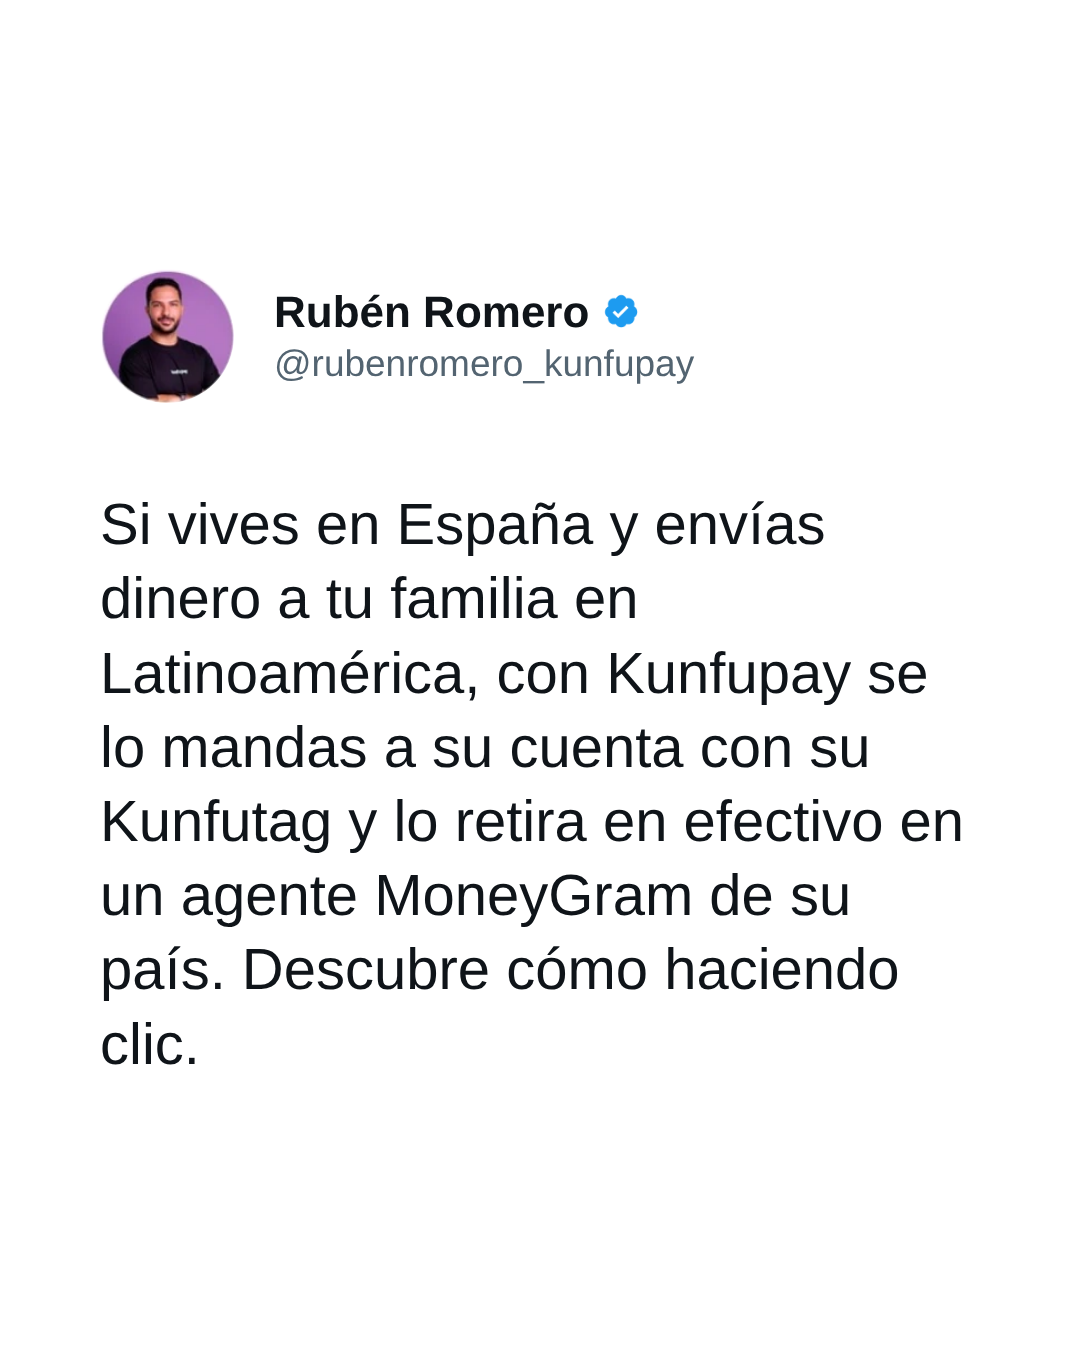 Rubén Romero
@rubenromero_kunfupay
Si vives en España y envías
dinero a tu familia en
Latinoamérica, con Kunfupay se
lo mandas a su cuenta con su
Kunfutag y lo retira en efectivo en
un agente MoneyGram de su
país. Descubre cómo haciendo
clic.